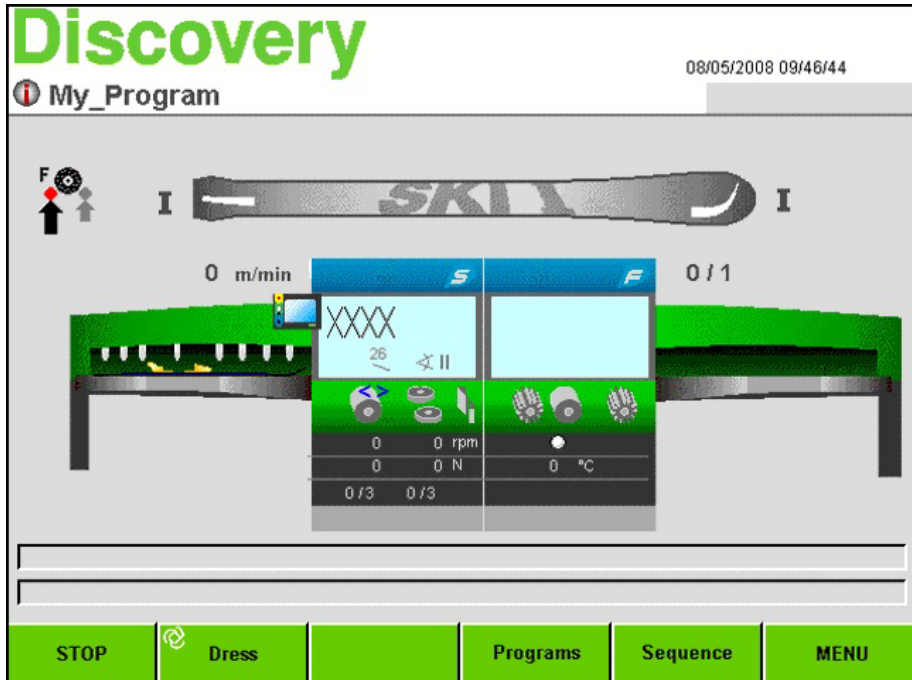 Discovery
08/05/2008 09/46/44
My_Program
F
I SKI I
0 m/min S F 0 / 1
XXXX
26 II
< >
0 0 rpm
0 0 N 0 °C
0 / 3 0 / 3
STOP Dress Programs Sequence MENU